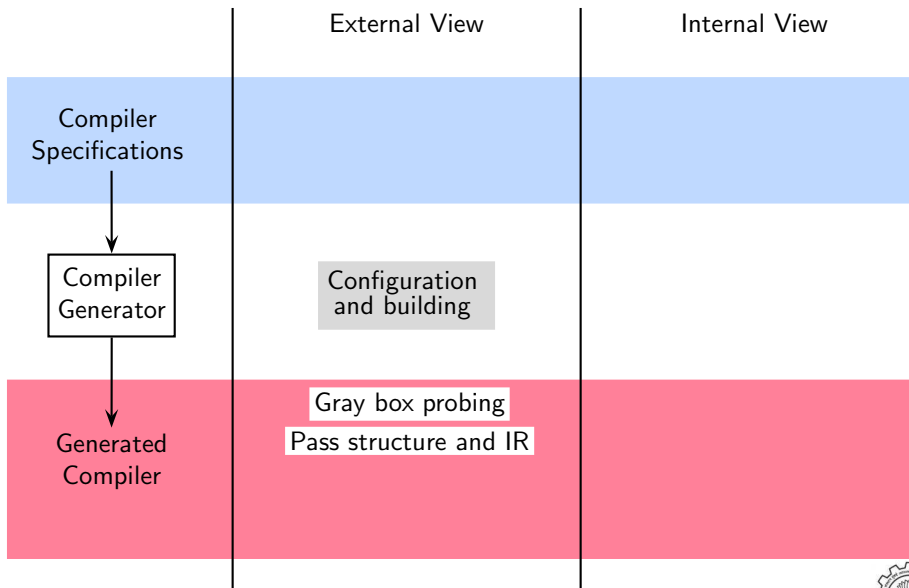 External View
Internal View
Compiler
Specifications
Compiler
Generator
Configuration
and building
Gray box probing
Pass structure and IR
Generated
Compiler